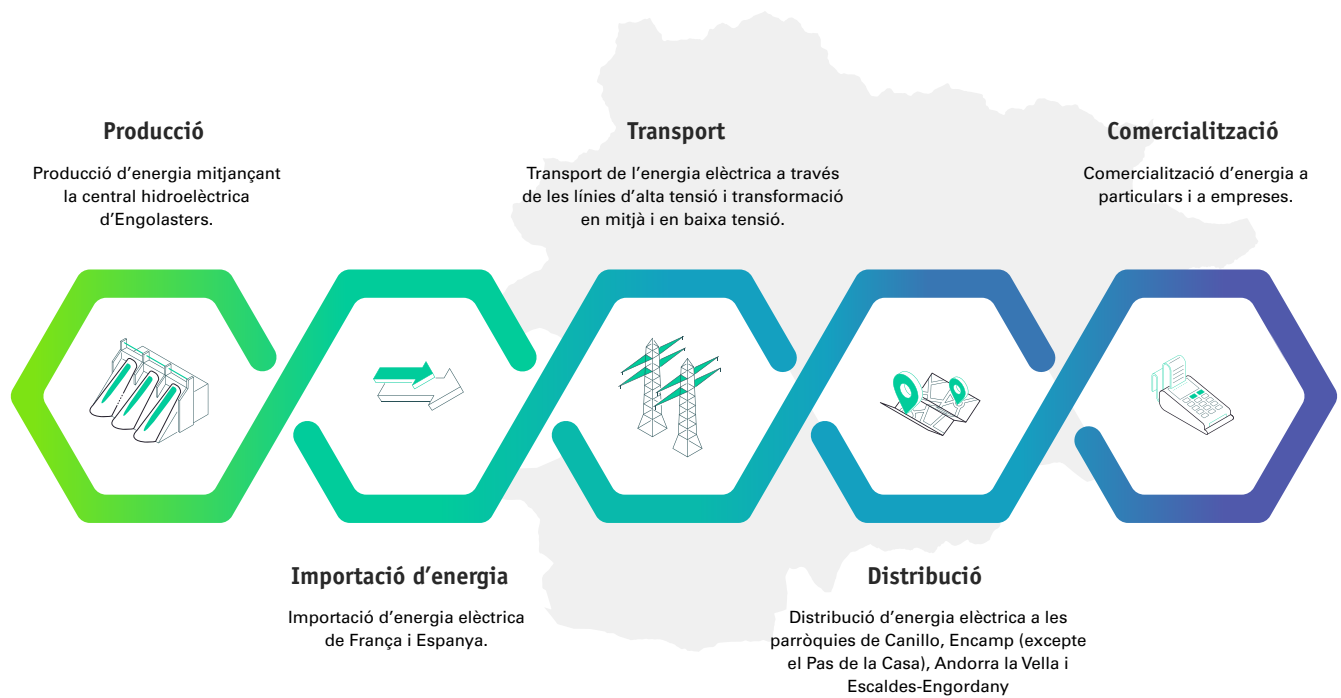 Producció
Producció d’energia mitjançant
la central hidroelèctrica
d’Engolasters.
Importació d’energia
Importació d’energia elèctrica
de França i Espanya.
Transport
Transport de l’energia elèctrica a través
de les línies d’alta tensió i transformació
en mitjà i en baixa tensió.
Distribució
Distribució d’energia elèctrica a les
parròquies de Canillo, Encamp (excepte
el Pas de la Casa), Andorra la Vella i
Escaldes-Engordany
Comercialització
Comercialització d’energia a
particulars i a empreses.